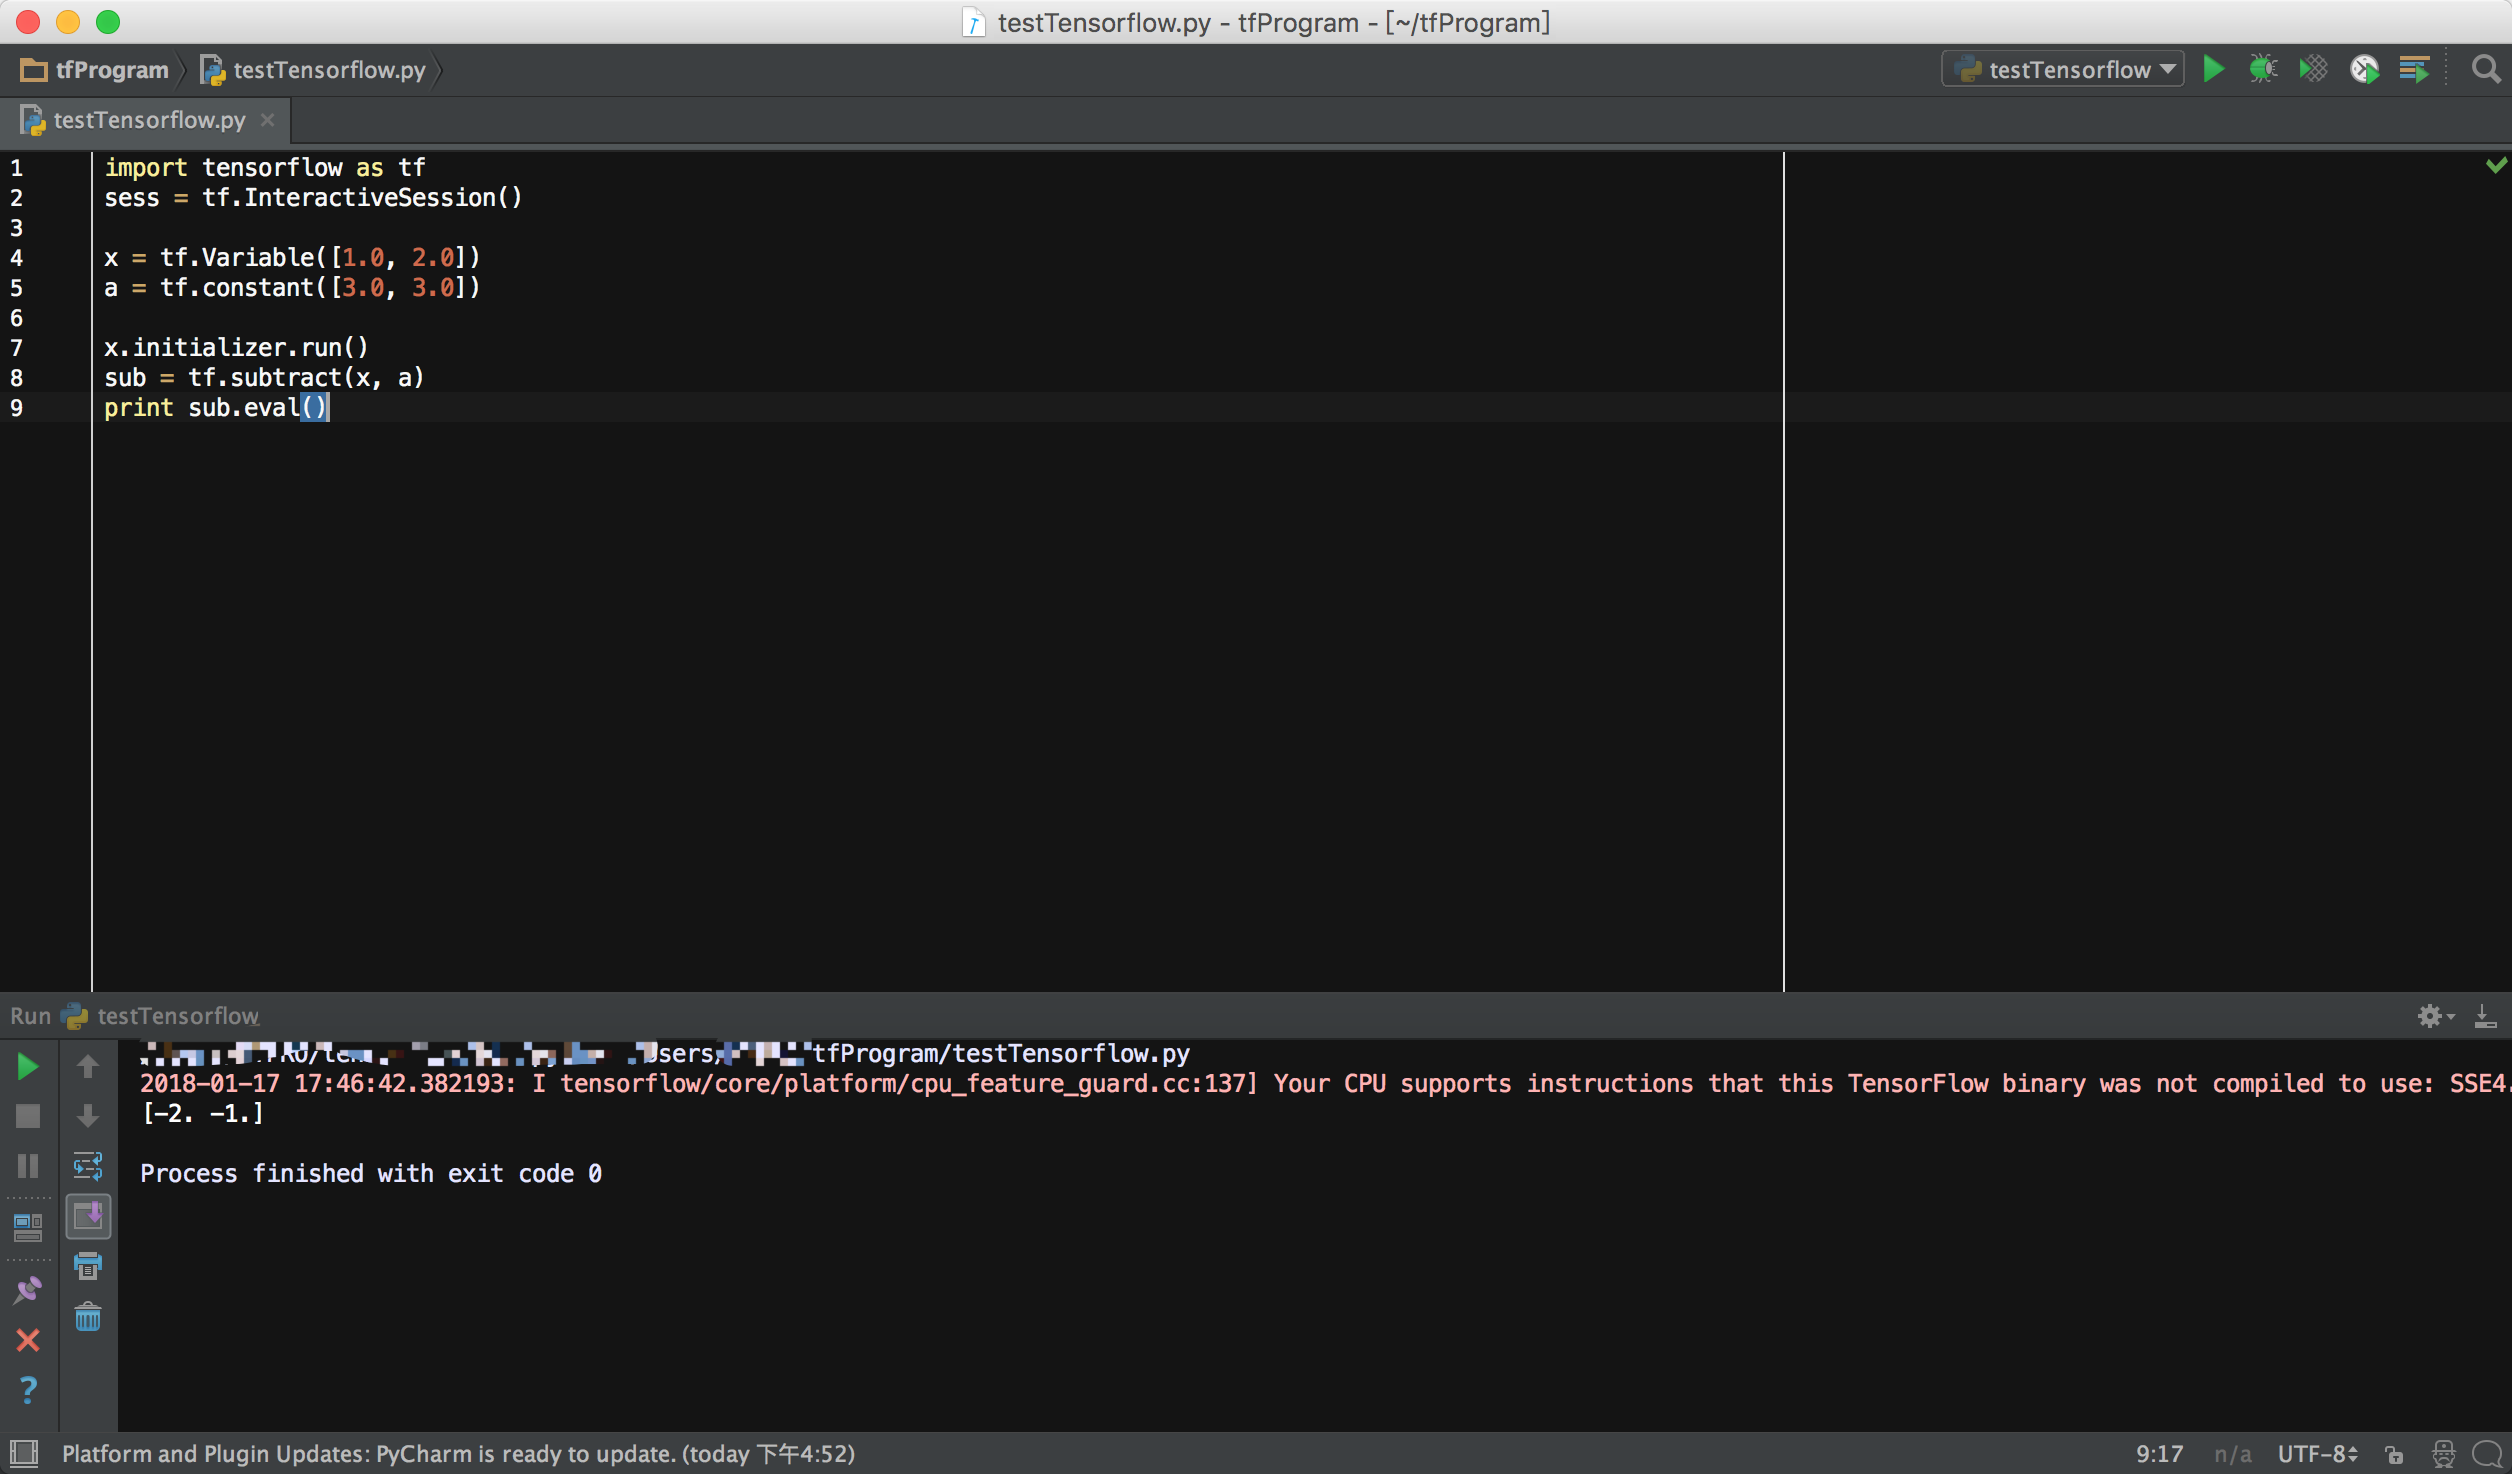 testTensorflow.py - tfProgram - [~/tfProgram]
tfProgram testTensorflow.py testTensorflow
testTensorflow.py
1 import tensorflow as tf
2 sess = tf.InteractiveSession()
3
4 x = tf.Variable([1.0, 2.0])
5 a = tf.constant([3.0, 3.0])
6
7 x.initializer.run()
8 sub = tf.subtract(x, a)
9 print sub.eval()
Run testTensorflow
tfProgram/testTensorflow.py
2018-01-17 17:46:42.382193: I tensorflow/core/platform/cpu_feature_guard.cc:137] Your CPU supports instructions that this TensorFlow binary was not compiled to use: SSE4.
[-2. -1.]
Process finished with exit code 0
Platform and Plugin Updates: PyCharm is ready to update. (today 下午4:52) 9:17 n/a UTF-8